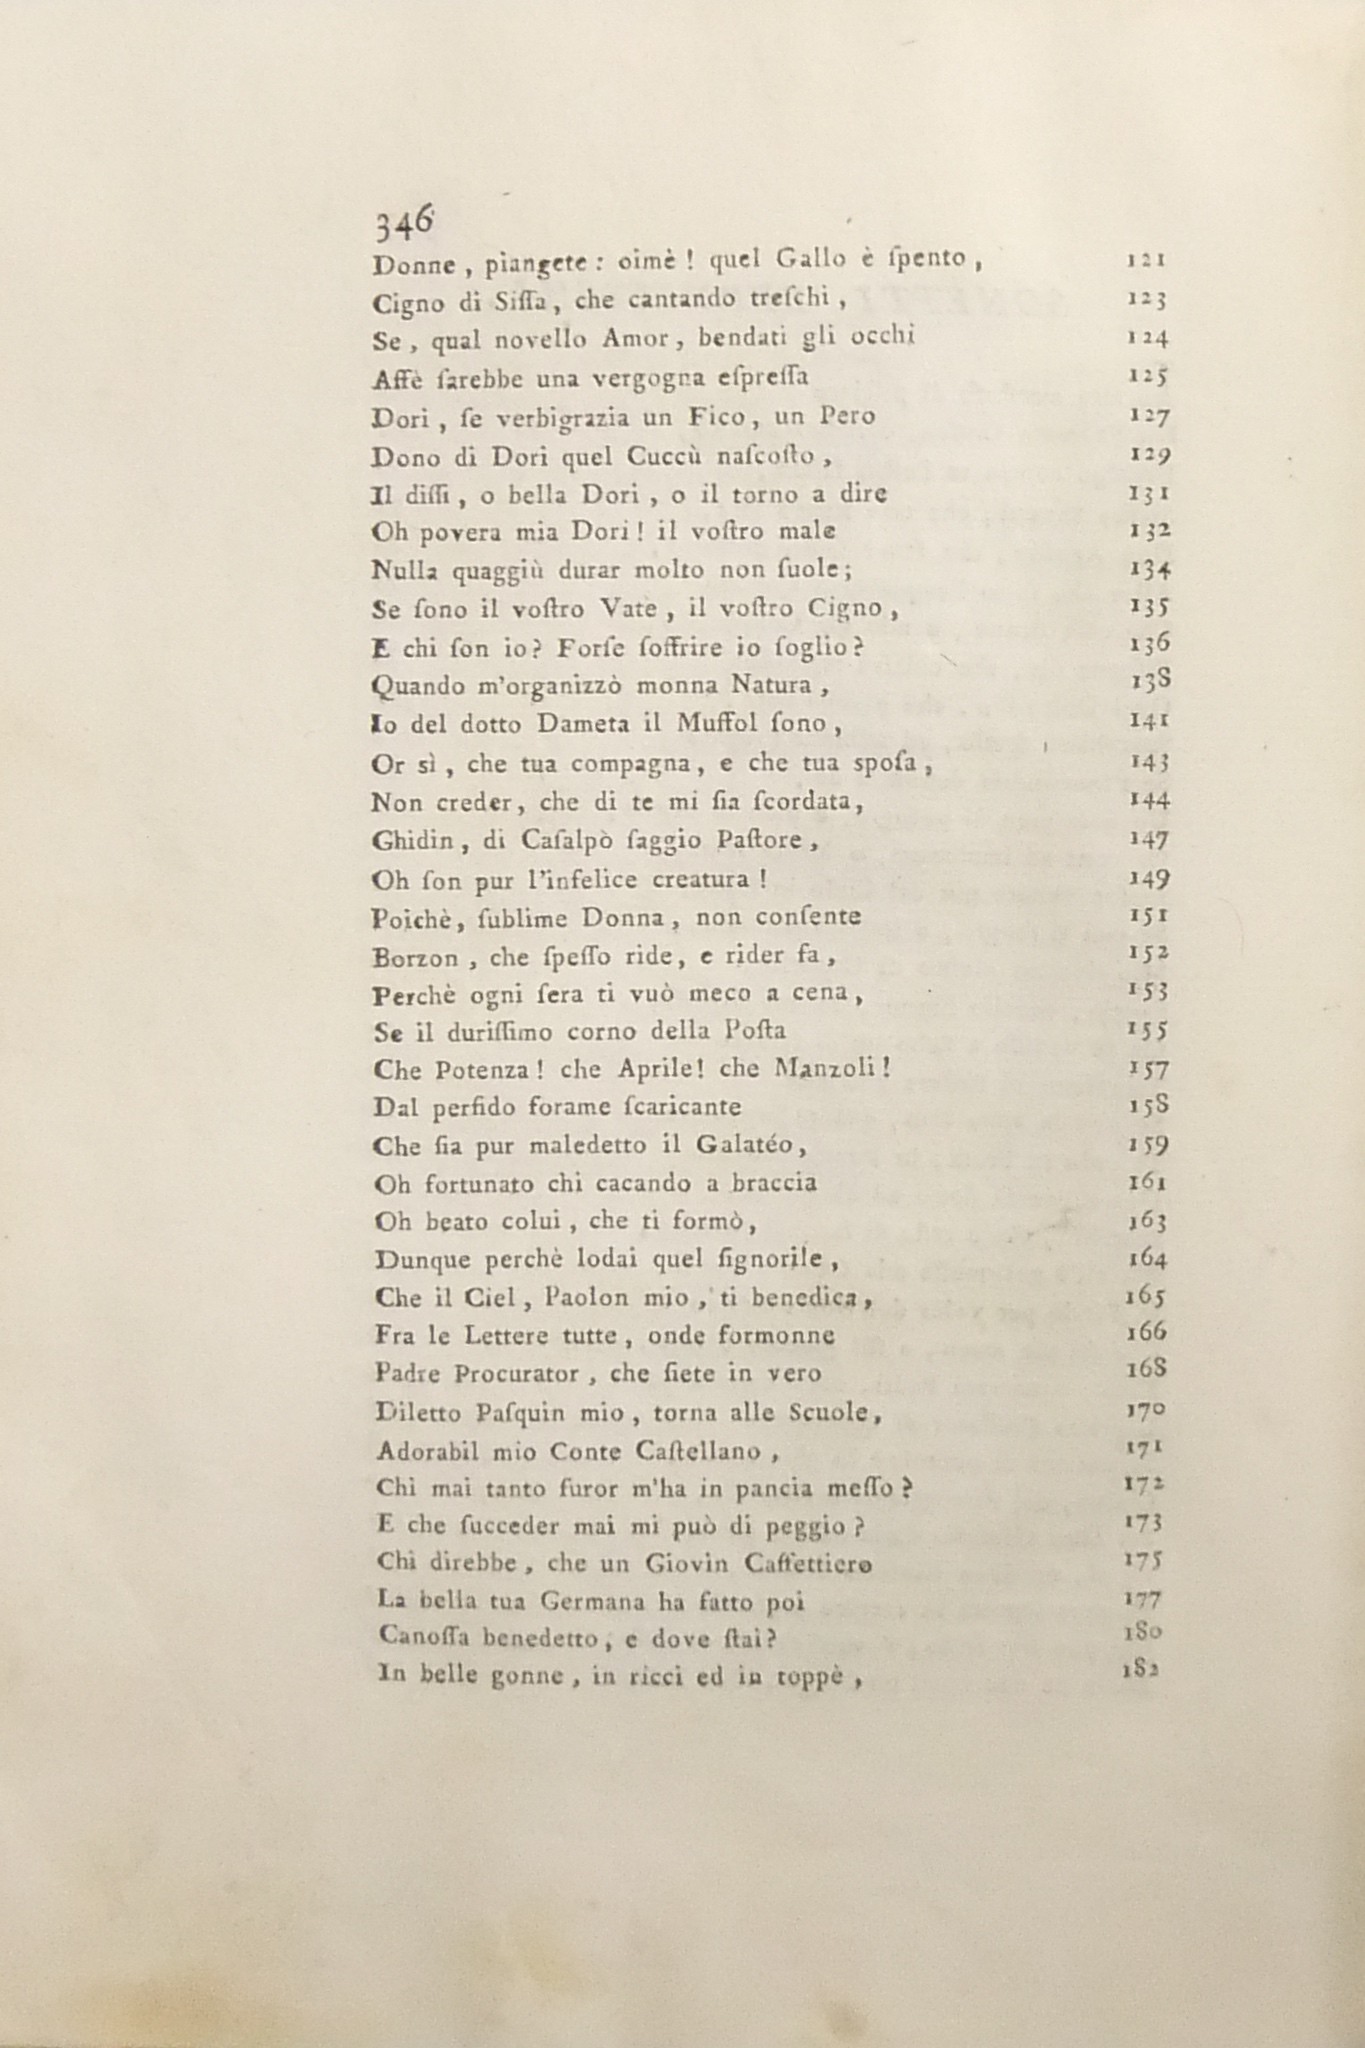 346
Donne, piangete: oimè! quel Gallo è ſpento, 121
Cigno di Siſſa, che cantando treſchi, 123
Se, qual novello Amor, bendati gli occhi 124
Affè ſarebbe una vergogna eſpreſſa 125
Dori, ſe verbigrazia un Fico, un Pero 127
Dono di Dori quel Cuccù naſcoſto, 129
Il diſſi, o bella Dori, o il torno a dire 131
Oh povera mia Dori! il voſtro male 132
Nulla quaggiù durar molto non ſuole; 134
Se ſono il voſtro Vate, il voſtro Cigno, 135
E chi ſon io? Forſe ſoffrire io ſoglio? 136
Quando m'organizzò monna Natura, 138
Io del dotto Dameta il Muffol ſono, 141
Or sì, che tua compagna, e che tua spoſa, 143
Non creder, che di te mi ſia ſcordata, 144
Ghidin, di Caſalpò ſaggio Paſtore, 147
Oh ſon pur l'infelice creatura! 149
Poichè, ſublime Donna, non conſente 151
Borzon, che ſpeſſo ride, e rider fa, 152
Perchè ogni ſera ti vuò meco a cena, 153
Se il duriſſimo corno della Poſta 155
Che Potenza! che Aprile! che Manzoli! 157
Dal perfido forame ſcaricante 158
Che ſia pur maledetto il Galatéo, 159
Oh fortunato chi cacando a braccia 161
Oh beato colui, che ti formò, 163
Dunque perchè lodai quel ſignorile, 164
Che il Ciel, Paolon mio, ti benedica, 165
Fra le Lettere tutte, onde formonne 166
Padre Procurator, che ſiete in vero 168
Diletto Paſquin mio, torna alle Scuole, 170
Adorabil mio Conte Caſtellano, 171
Chi mai tanto furor m'ha in pancia meſſo? 172
E che ſucceder mai mi può di peggio? 173
Chi direbbe, che un Giovin Caffettiero 175
La bella tua Germana ha fatto poi 177
Canoſſa benedetto, e dove ſtai? 180
In belle gonne, in ricci ed in toppè, 182